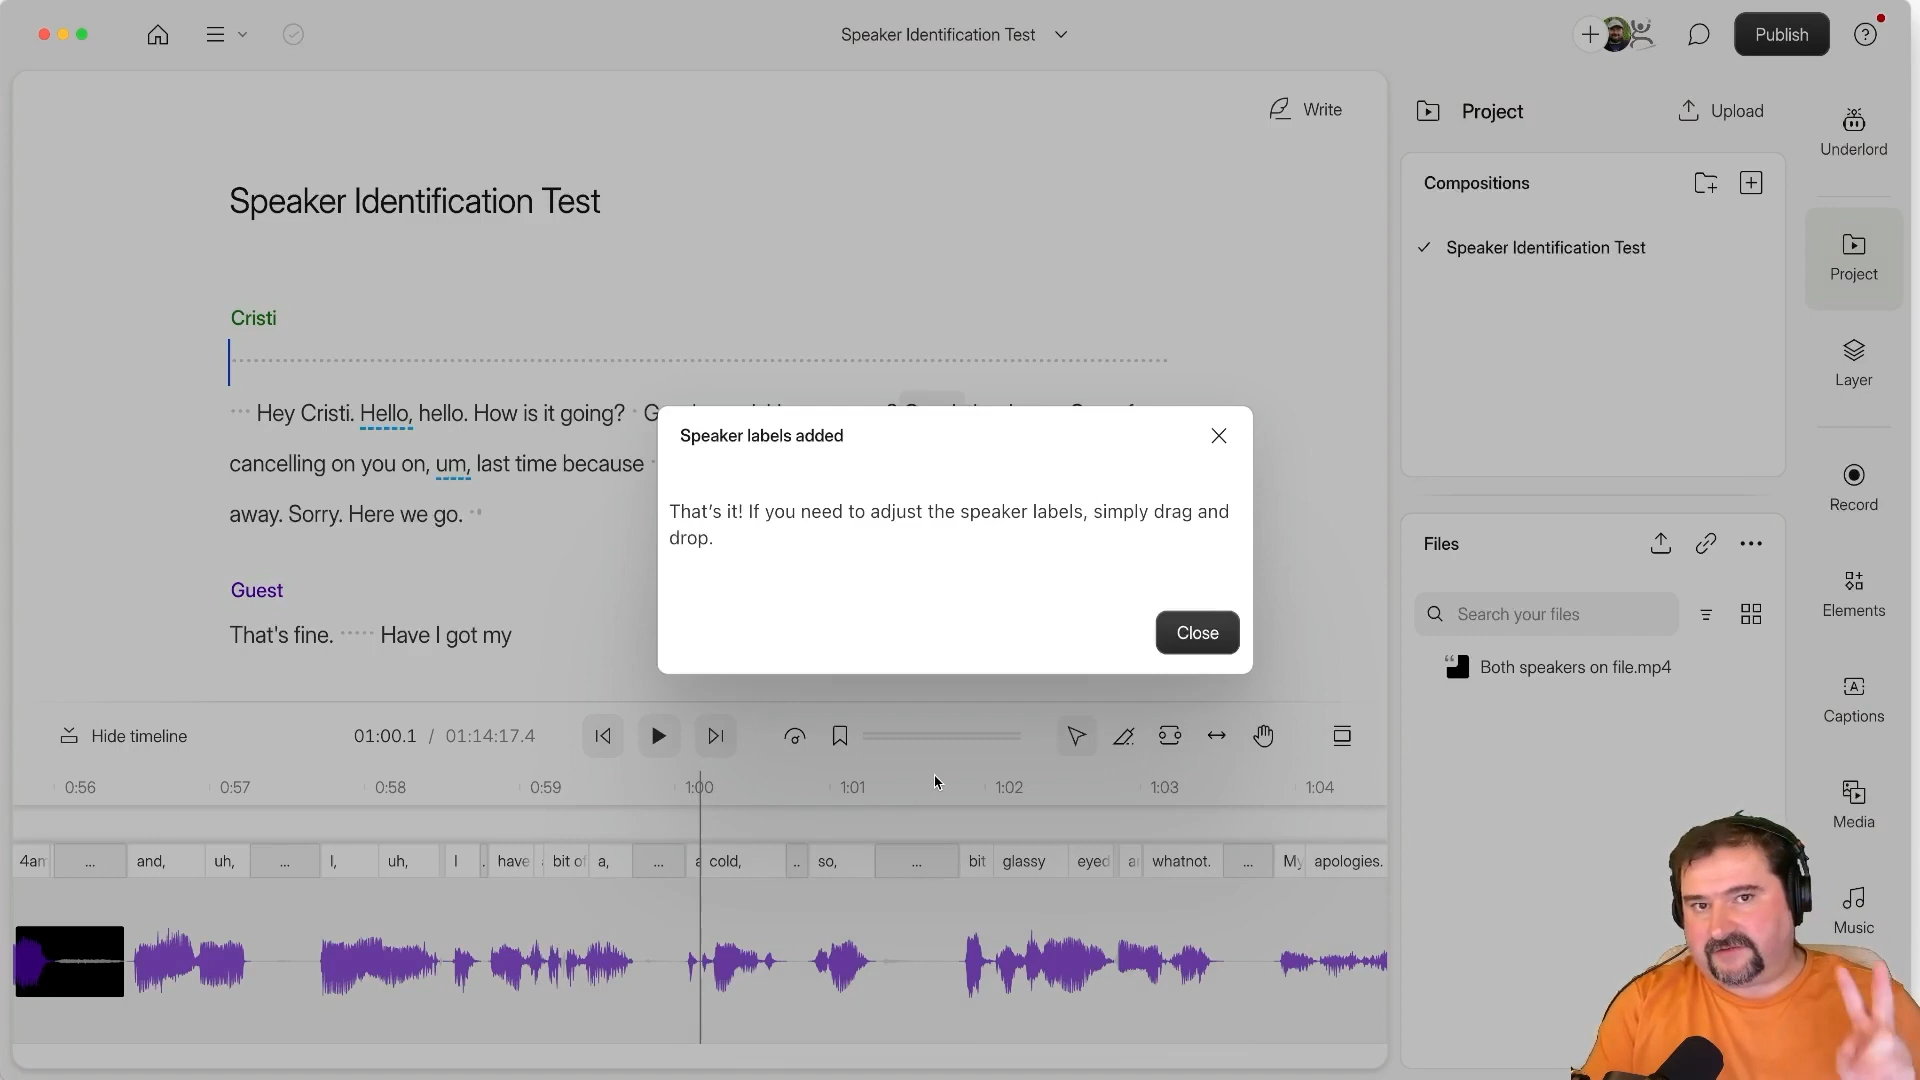 Speaker Identification Test
Publish
Write
Project
Upload
Underlord
Compositions
Speaker Identification Test
Speaker Identification Test
Project
Layer
Cristi
Hey Cristi. Hello, hello. How is it going?
cancelling on you on, um, last time because
away. Sorry. Here we go.
Guest
That's fine. Have I got my
Speaker labels added
That's it! If you need to adjust the speaker labels, simply drag and
drop.
Close
Record
Files
Elements
Search your files
Both speakers on file.mp4
Captions
Hide timeline
01:00.1 / 01:14:17.4
0:56 0:57 0:58 0:59 1:00 1:01 1:02 1:03 1:04
Media
4am ... and, uh, ... I, uh, I . have bit of a, ... a cold, .. so, ... bit glassy eyed a whatnot. ... My apologies.
Music